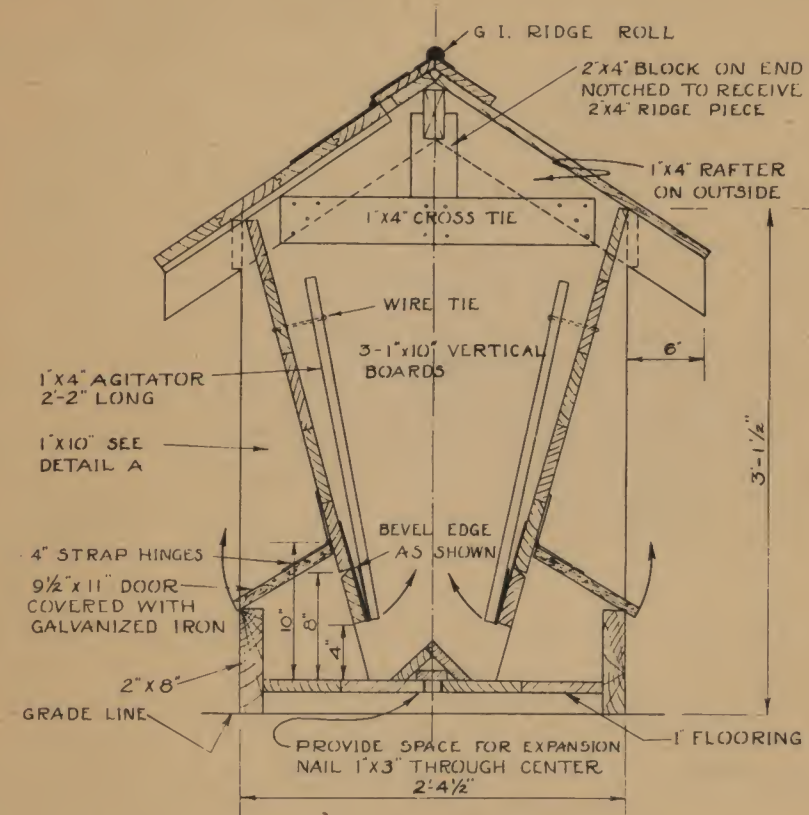 G I. RIDGE ROLL
2"X4" BLOCK ON END
NOTCHED TO RECEIVE
2"X4" RIDGE PIECE
1"X4" RAFTER
ON OUTSIDE
1"X4" CROSS TIE
WIRE TIE
3-1"X10" VERTICAL
BOARDS
6"
1"X4" AGITATOR
2'-2" LONG
1"X10" SEE
DETAIL A
3'-1½"
BEVEL EDGE
AS SHOWN
4" STRAP HINGES
9½"X11" DOOR
COVERED WITH
GALVANIZED IRON
10"
8"
4"
2"X8"
GRADE LINE
1" FLOORING
PROVIDE SPACE FOR EXPANSION
NAIL 1"X3" THROUGH CENTER
2'-4½"